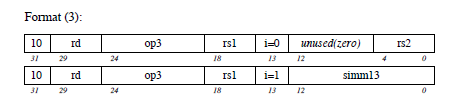 Format (3):
10 rd op3 rs1 i=0 unused(zero) rs2
31 29 24 18 13 12 4 0
10 rd op3 rs1 i=1 simm13
31 29 24 18 13 12 0